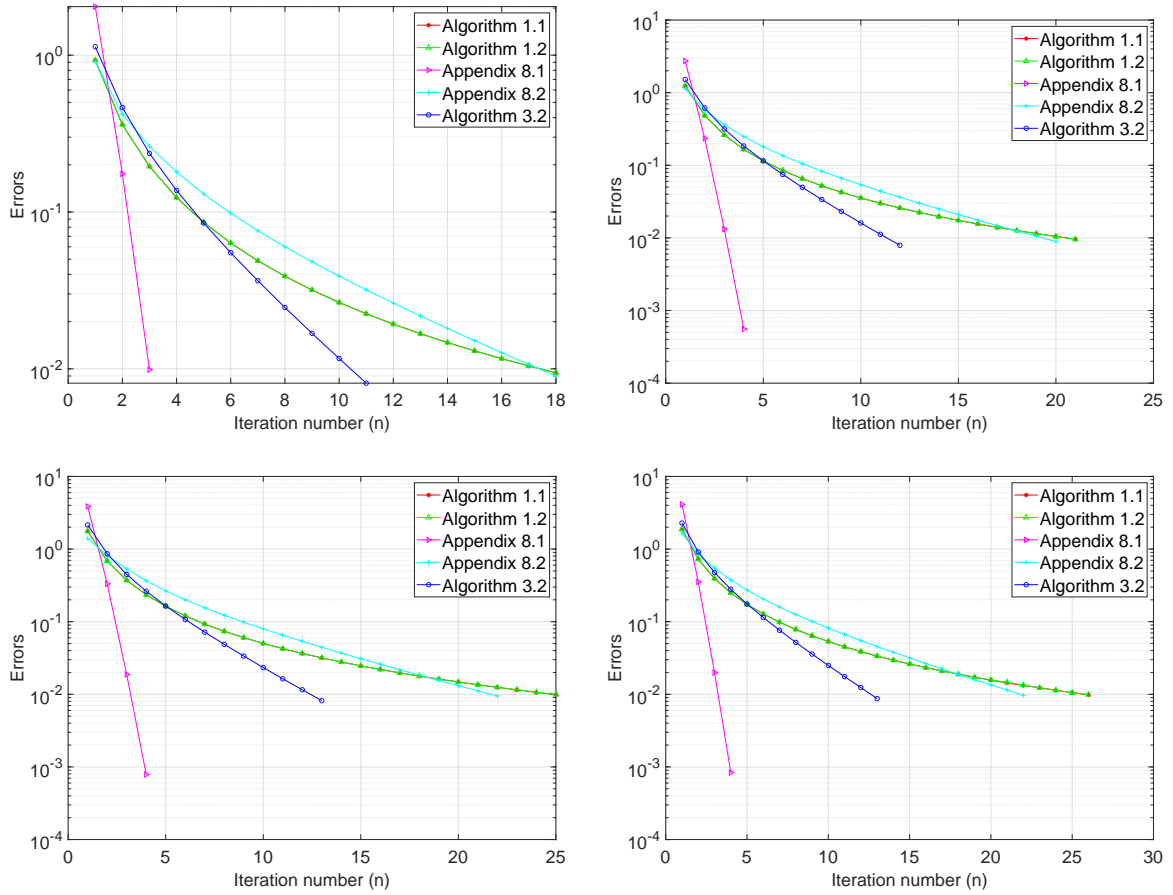 10^0
10^-1
10^-2
Errors
0 2 4 6 8 10 12 14 16 18
Iteration number (n)
Algorithm 1.1
Algorithm 1.2
Appendix 8.1
Appendix 8.2
Algorithm 3.2
10^1
10^0
10^-1
10^-2
10^-3
10^-4
Errors
0 5 10 15 20 25
Iteration number (n)
Algorithm 1.1
Algorithm 1.2
Appendix 8.1
Appendix 8.2
Algorithm 3.2
10^1
10^0
10^-1
10^-2
10^-3
10^-4
Errors
0 5 10 15 20 25
Iteration number (n)
Algorithm 1.1
Algorithm 1.2
Appendix 8.1
Appendix 8.2
Algorithm 3.2
10^1
10^0
10^-1
10^-2
10^-3
10^-4
Errors
0 5 10 15 20 25 30
Iteration number (n)
Algorithm 1.1
Algorithm 1.2
Appendix 8.1
Appendix 8.2
Algorithm 3.2